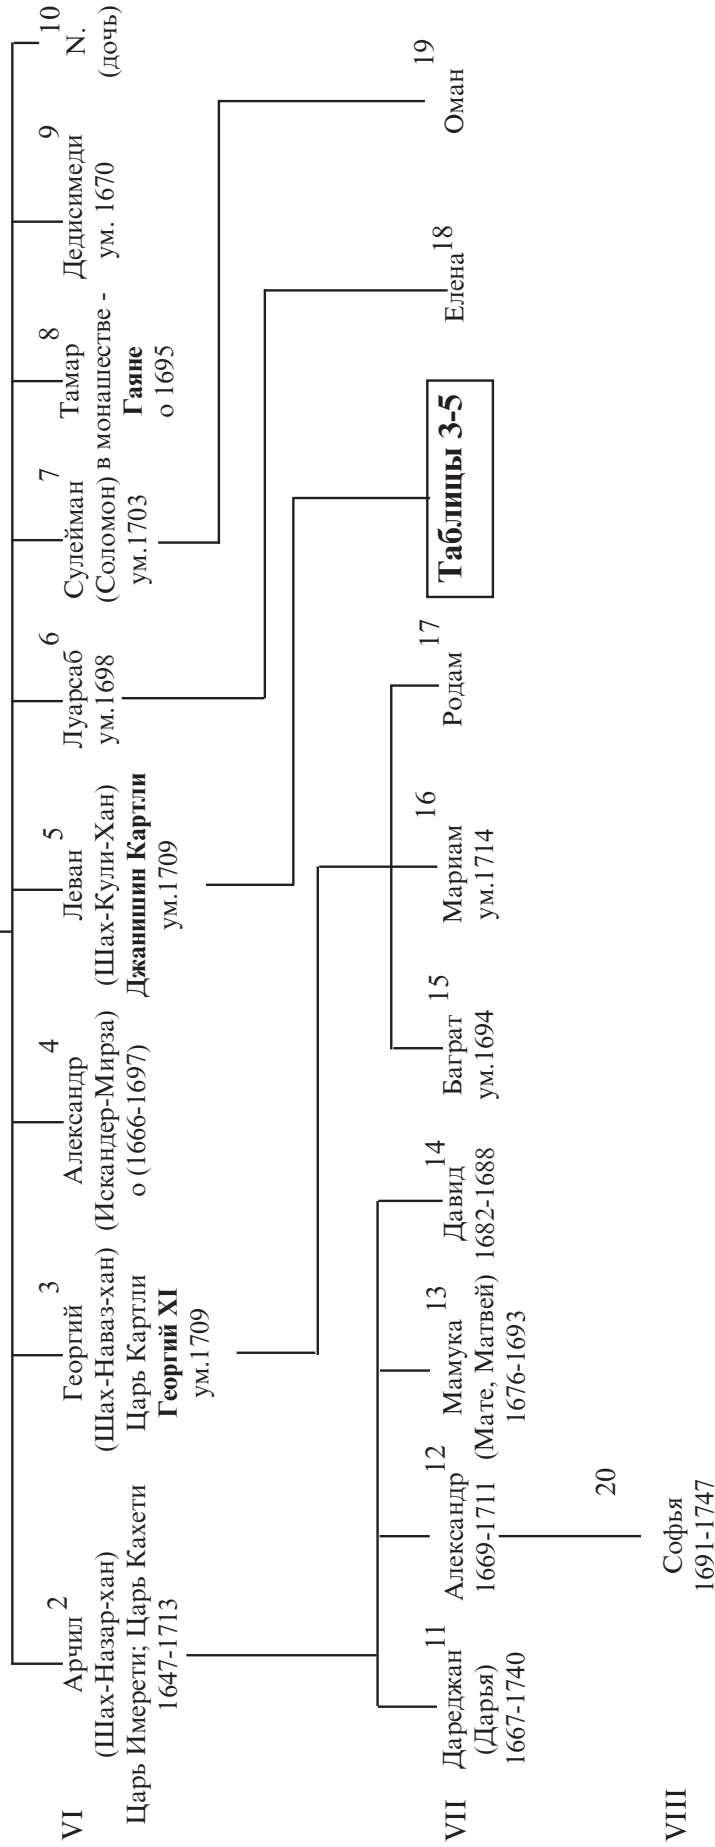 VI
2
Арчил
(Шах-Назар-хан)
Царь Имерети; Царь Кахети
1647-1713
3
Георгий
(Шах-Наваз-хан)
Царь Картли
Георгий XI
ум.1709
4
Александр
(Искандер-Мирза)
о (1666-1697)
5
Леван
(Шах-Кули-Хан)
Джанишин Картли
ум.1709
6
Луарсаб
ум.1698
7
Сулейман
(Соломон)
ум.1703
8
Тамар
в монашестве -
Гаяне
о 1695
9
Дедисимеди
ум. 1670
10
N.
(дочь)
VII
11
Дареджан
(Дарья)
1667-1740
12
Александр
1669-1711
13
Мамука
(Мате, Матвей)
1676-1693
14
Давид
1682-1688
15
Баграт
ум.1694
16
Мариам
ум.1714
17
Родам
Таблицы 3-5
18
Елена
19
Оман
VIII
20
Софья
1691-1747